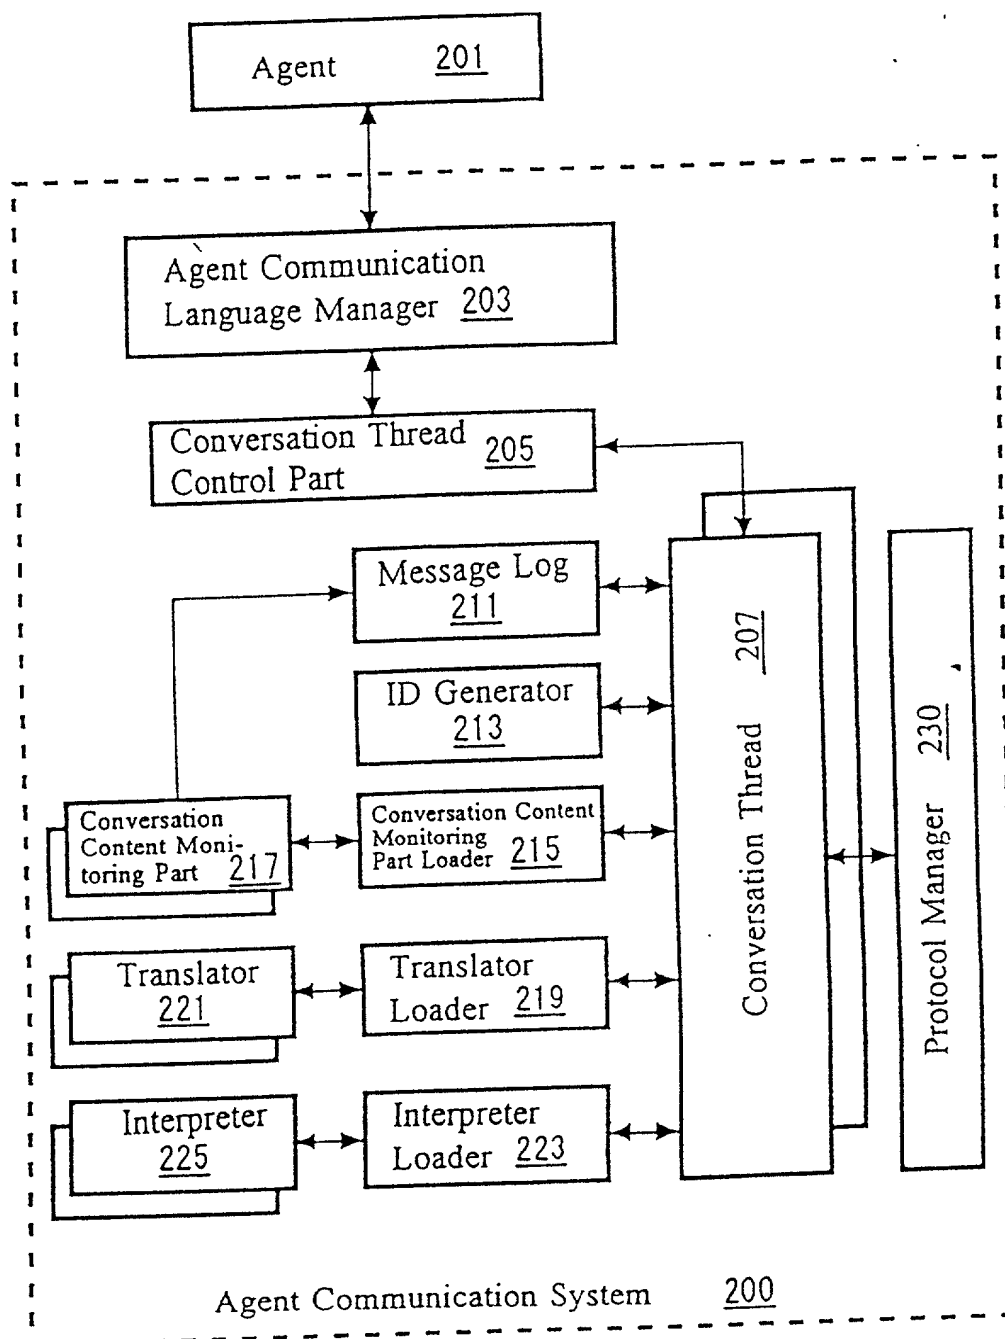 Agent 201
Agent Communication
Language Manager 203
Conversation Thread
Control Part 205
Message Log
211
ID Generator
213
Conversation
Content Moni-
toring Part 217
Conversation Content
Monitoring
Part Loader 215
Translator
221
Translator
Loader 219
Interpreter
225
Interpreter
Loader 223
Conversation Thread 207
Protocol Manager 230
Agent Communication System 200